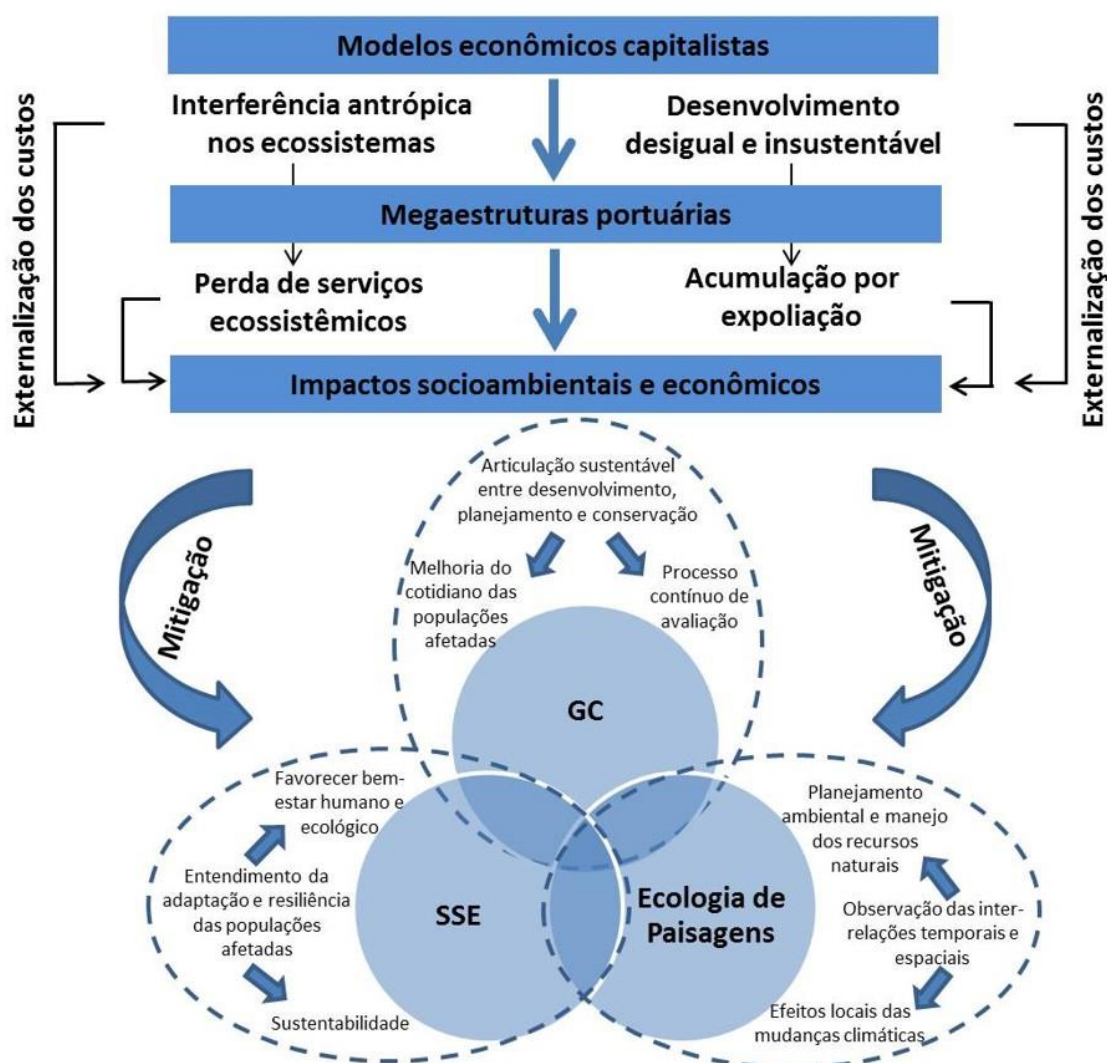 Modelos econômicos capitalistas
Externalização dos custos
Interferência antrópica
nos ecossistemas
Desenvolvimento
desigual e insustentável
Externalização dos custos
Megaestruturas portuárias
Perda de serviços
ecossistêmicos
Acumulação por
expoliação
Impactos socioambientais e econômicos
Mitigação
Articulação sustentável
entre desenvolvimento,
planejamento e conservação
Mitigação
Melhoria do
cotidiano das
populações
afetadas
Processo
contínuo de
avaliação
GC
Favorecer bem-
estar humano e
ecológico
Entendimento da
adaptação e resiliência
das populações
afetadas
Sustentabilidade
SSE
Ecologia de
Paisagens
Planejamento
ambiental e manejo
dos recursos
naturais
Observação das inter-
relações temporais e
espaciais
Efeitos locais das
mudanças climáticas